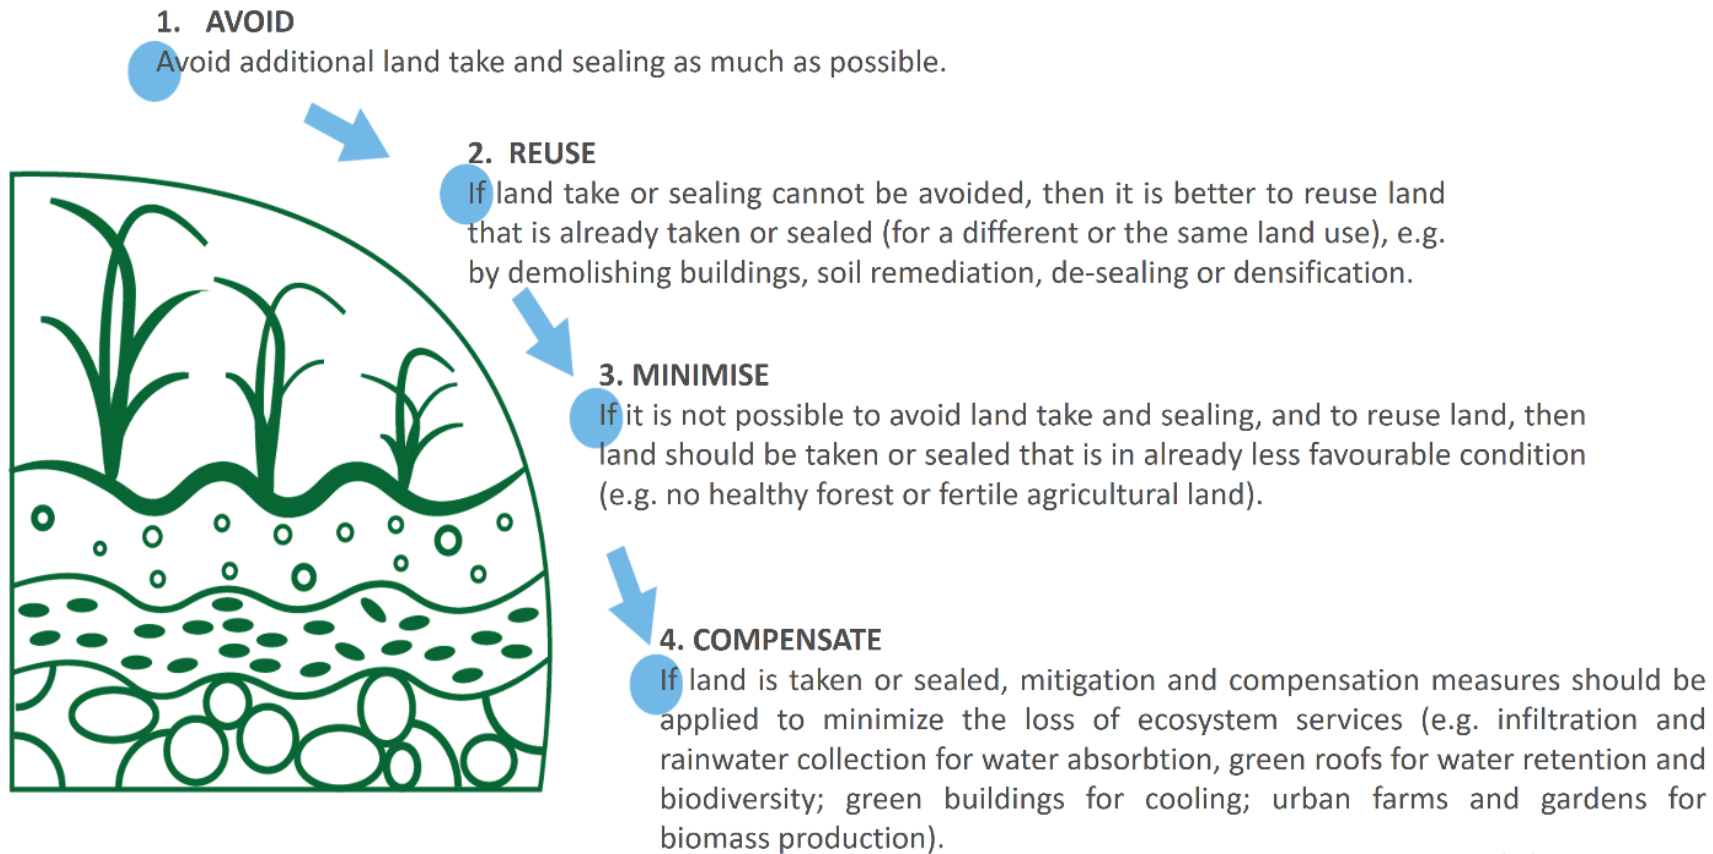 1. AVOID
Avoid additional land take and sealing as much as possible.
2. REUSE
If land take or sealing cannot be avoided, then it is better to reuse land
that is already taken or sealed (for a different or the same land use), e.g.
by demolishing buildings, soil remediation, de-sealing or densification.
3. MINIMISE
If it is not possible to avoid land take and sealing, and to reuse land, then
land should be taken or sealed that is in already less favourable condition
(e.g. no healthy forest or fertile agricultural land).
4. COMPENSATE
If land is taken or sealed, mitigation and compensation measures should be
applied to minimize the loss of ecosystem services (e.g. infiltration and
rainwater collection for water absorbtion, green roofs for water retention and
biodiversity; green buildings for cooling; urban farms and gardens for
biomass production).